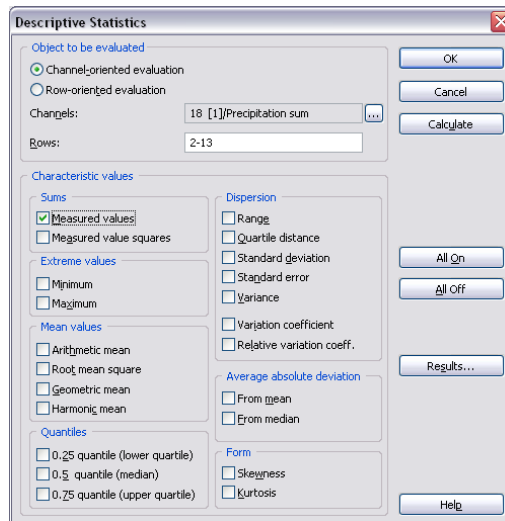 Descriptive Statistics
Object to be evaluated
Channel-oriented evaluation
Row-oriented evaluation
Channels:
18 [1]/Precipitation sum
...
Rows:
2-13
OK
Cancel
Calculate
Characteristic values
Sums
Measured values
Measured value squares
Extreme values
Minimum
Maximum
Mean values
Arithmetic mean
Root mean square
Geometric mean
Harmonic mean
Quantiles
0.25 quantile (lower quartile)
0.5 quantile (median)
0.75 quantile (upper quartile)
Dispersion
Range
Quartile distance
Standard deviation
Standard error
Variance
Variation coefficient
Relative variation coeff.
Average absolute deviation
From mean
From median
Form
Skewness
Kurtosis
All On
All Off
Results...
Help